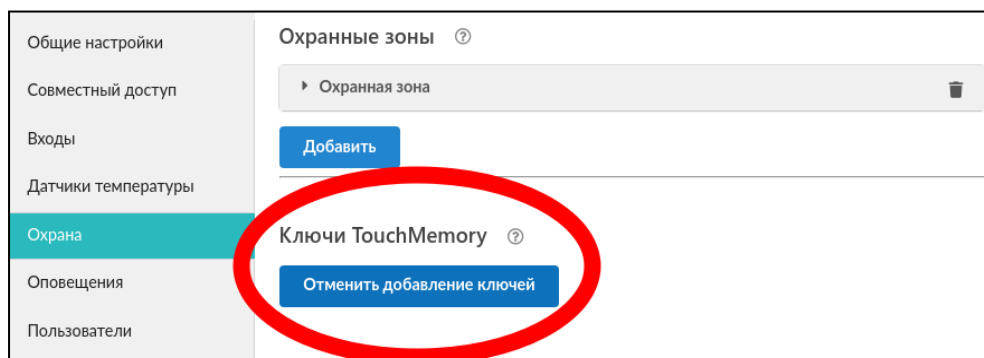 Общие настройки
Совместный доступ
Входы
Датчики температуры
Охрана
Оповещения
Пользователи
Охранные зоны ?
Охранная зона
Добавить
Ключи TouchMemory ?
Отменить добавление ключей